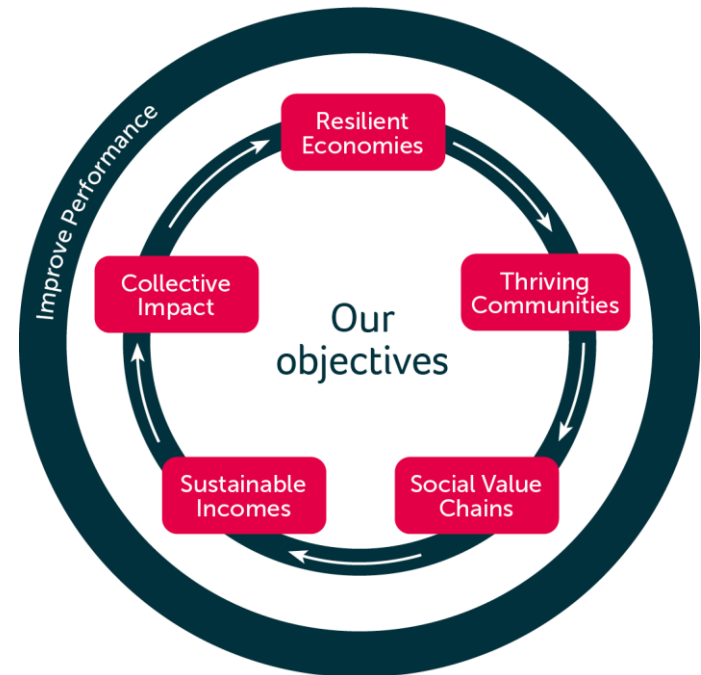 Improve Performance
Resilient
Economies
Thriving
Communities
Social Value
Chains
Sustainable
Incomes
Collective
Impact
Our
objectives